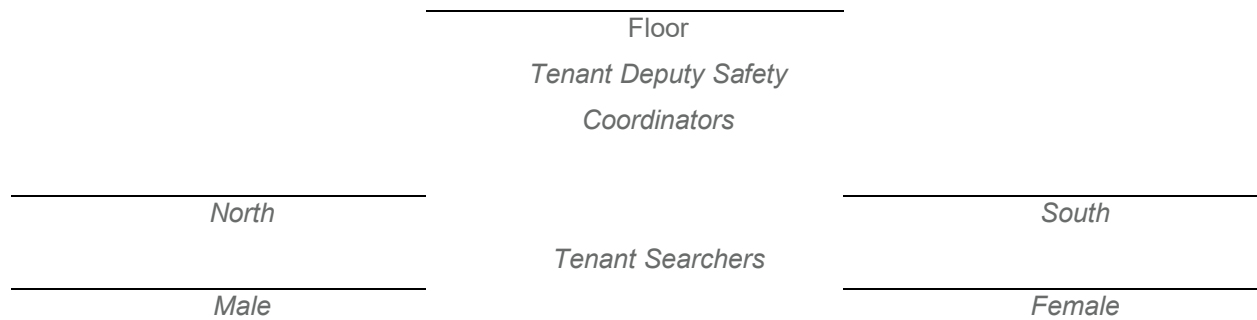 Floor
Tenant Deputy Safety
Coordinators
North South
Tenant Searchers
Male Female